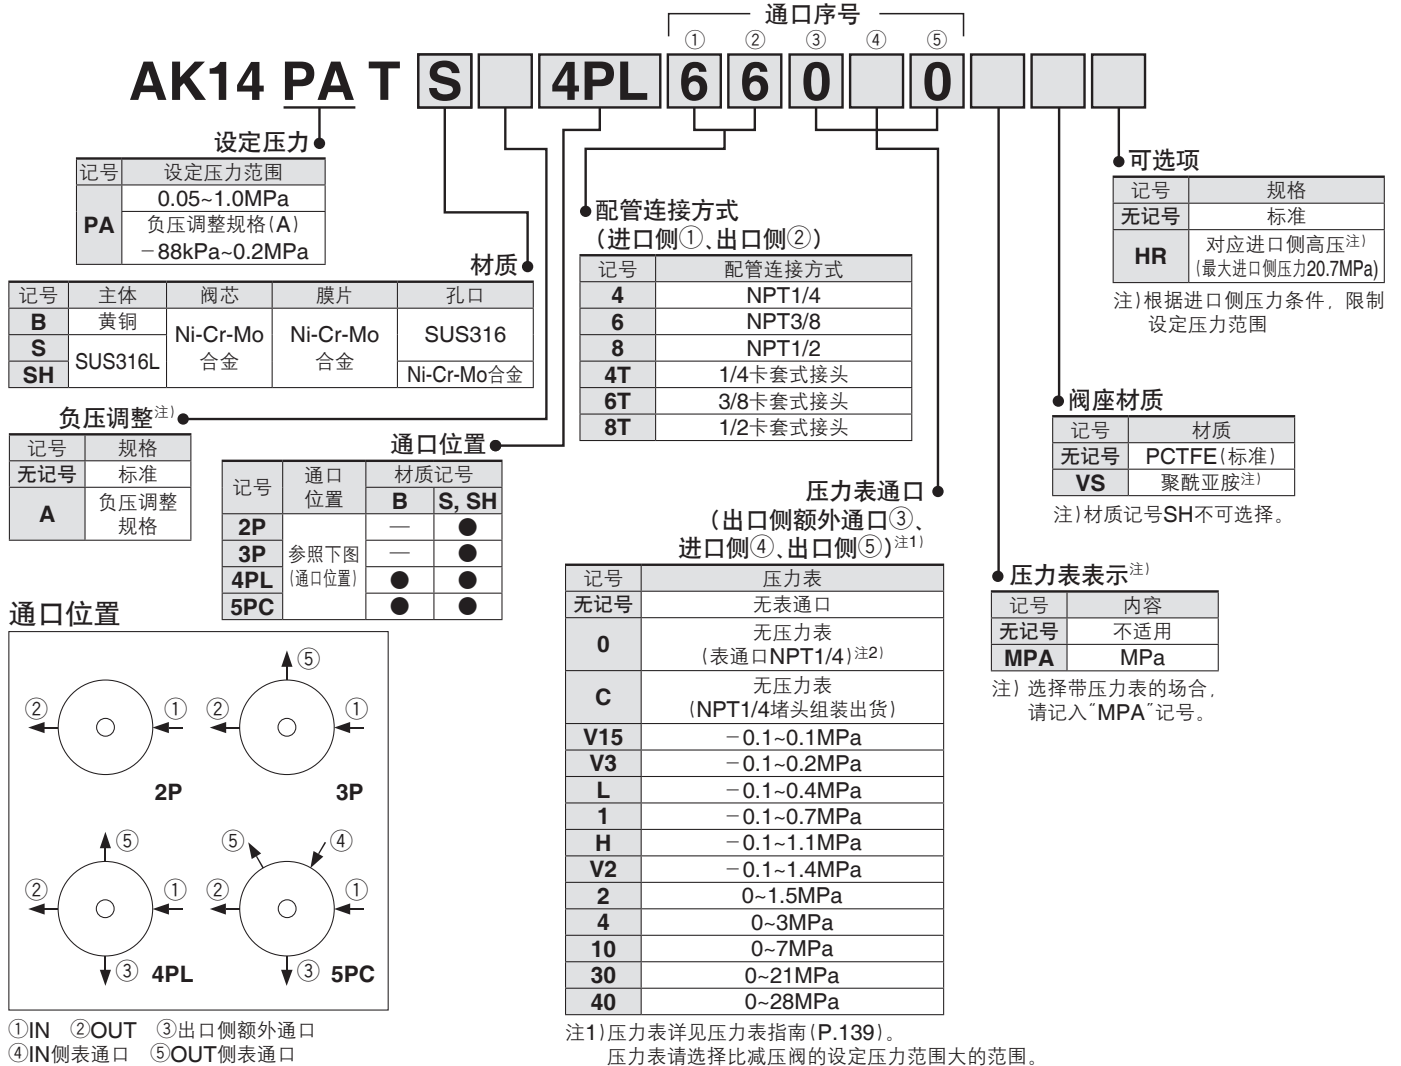 通口序号
① ② ③ ④ ⑤
AK14 PA T S 4PL 6 6 0 0
设定压力
记号 设定压力范围
PA 0.05~1.0MPa
负压调整规格(A)
－88kPa~0.2MPa
材质
记号 主体 阀芯 膜片 孔口
B 黄铜 Ni-Cr-Mo合金 Ni-Cr-Mo合金 SUS316
S SUS316L
SH Ni-Cr-Mo合金
负压调整注)
记号 规格
无记号 标准
A 负压调整
规格
通口位置
记号 通口位置 材质记号
B S, SH
2P 参照下图 — ●
3P (通口位置) — ●
4PL ● ●
5PC ● ●
通口位置
② ① 2P
⑤ ② ① 3P
⑤ ② ① ③ 4PL
⑤ ④ ② ① ③ 5PC
①IN ②OUT ③出口侧额外通口
④IN侧表通口 ⑤OUT侧表通口
配管连接方式
(进口侧①、出口侧②)
记号 配管连接方式
4 NPT1/4
6 NPT3/8
8 NPT1/2
4T 1/4卡套式接头
6T 3/8卡套式接头
8T 1/2卡套式接头
压力表通口
(出口侧额外通口③、
进口侧④、出口侧⑤)注1)
记号 压力表
无记号 无表通口
0 无压力表
(表通口NPT1/4)注2)
C 无压力表
(NPT1/4堵头组装出货)
V15 －0.1~0.1MPa
V3 －0.1~0.2MPa
L －0.1~0.4MPa
1 －0.1~0.7MPa
H －0.1~1.1MPa
V2 －0.1~1.4MPa
2 0~1.5MPa
4 0~3MPa
10 0~7MPa
30 0~21MPa
40 0~28MPa
注1)压力表详见压力表指南(P.139)。
压力表请选择比减压阀的设定压力范围大的范围。
可选项
记号 规格
无记号 标准
HR 对应进口侧高压注)
(最大进口侧压力20.7MPa)
注)根据进口侧压力条件，限制
设定压力范围
阀座材质
记号 材质
无记号 PCTFE(标准)
VS 聚酰亚胺注)
注)材质记号SH不可选择。
压力表表示注)
记号 内容
无记号 不适用
MPA MPa
注) 选择带压力表的场合，
请记入"MPA"记号。